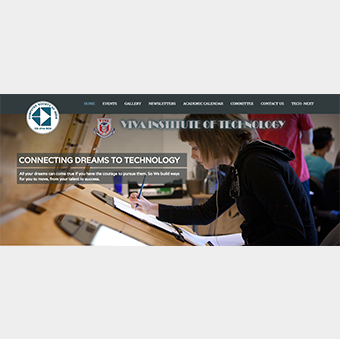 HOME EVENTS GALLERY NEWSLETTERS ACADEMIC CALENDAR COMMITTEE CONTACT US TECH-NEXT
VIVA INSTITUTE OF TECHNOLOGY
CONNECTING DREAMS TO TECHNOLOGY
All your dreams can come true if you have the courage to pursue them. So We build ways
for you to move, from your talent to success.